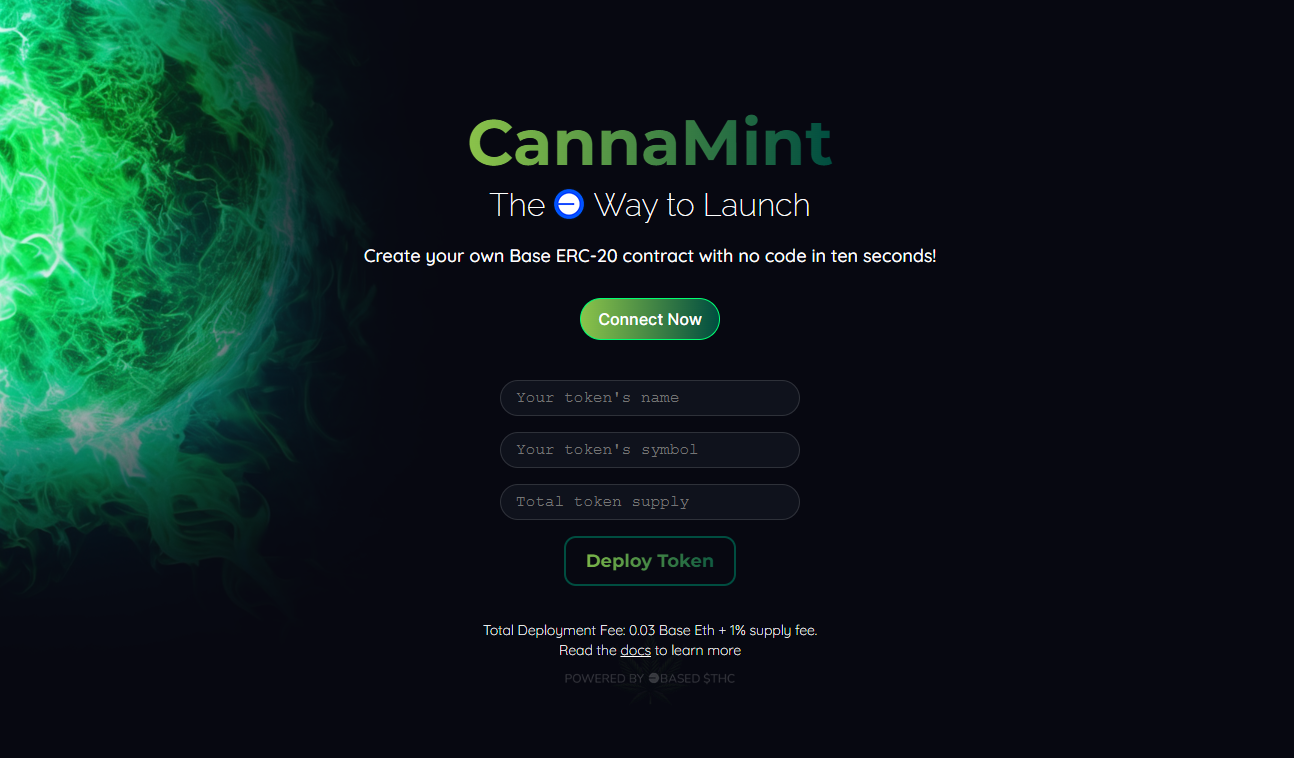 CannaMint
The Way to Launch
Create your own Base ERC-20 contract with no code in ten seconds!
Connect Now
Your token's name
Your token's symbol
Total token supply
Deploy Token
Total Deployment Fee: 0.03 Base Eth + 1% supply fee.
Read the docs to learn more
POWERED BY BASED $THC